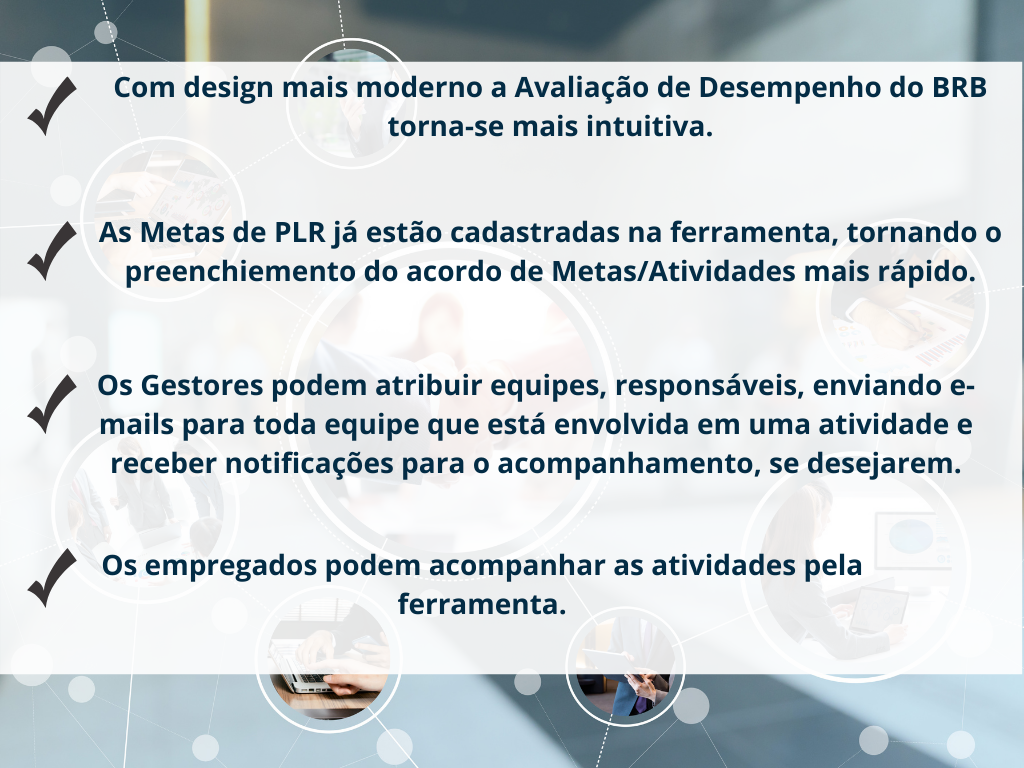 Com design mais moderno a Avaliação de Desempenho do BRB
torna-se mais intuitiva.
As Metas de PLR já estão cadastradas na ferramenta, tornando o
preenchiemento do acordo de Metas/Atividades mais rápido.
Os Gestores podem atribuir equipes, responsáveis, enviando e-
mails para toda equipe que está envolvida em uma atividade e
receber notificações para o acompanhamento, se desejarem.
Os empregados podem acompanhar as atividades pela
ferramenta.